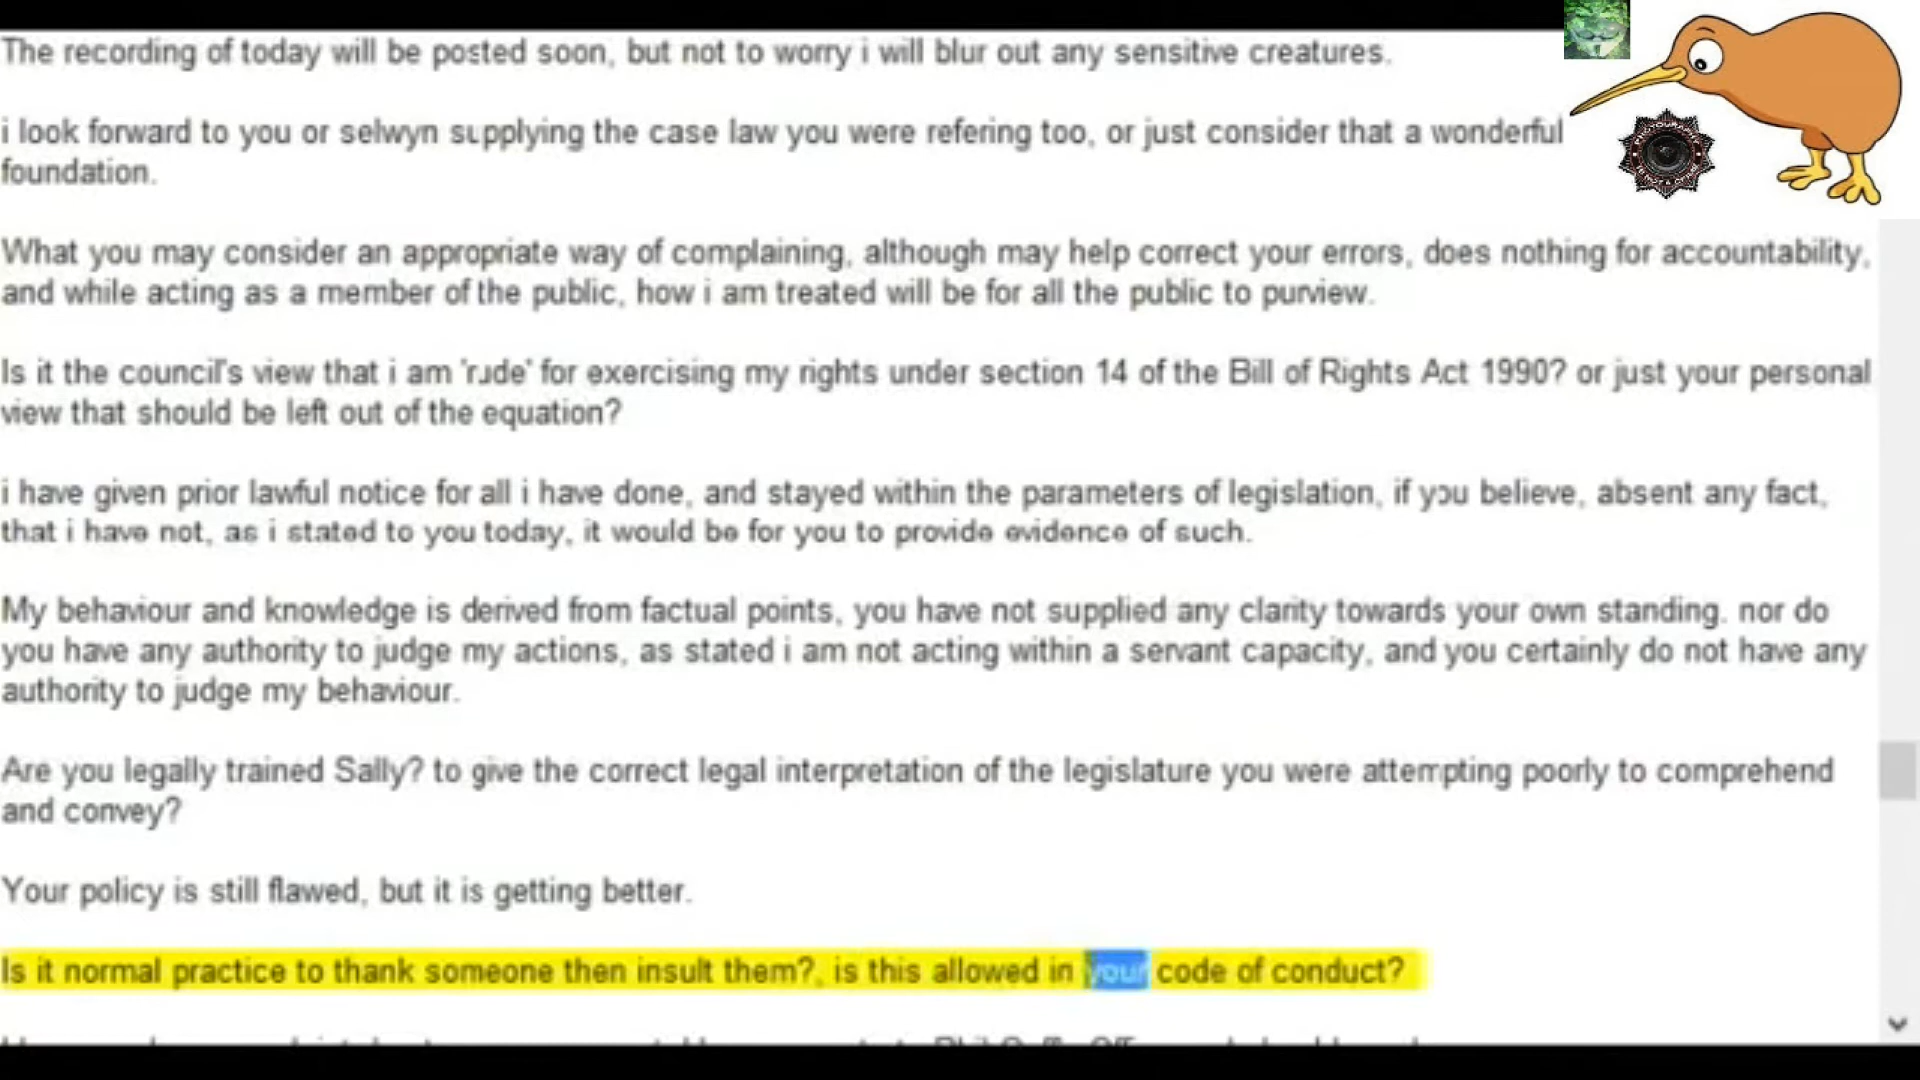 The recording of today will be posted soon, but not to worry i will blur out any sensitive creatures.
i look forward to you or selwyn supplying the case law you were refering too, or just consider that a wonderful
foundation.
What you may consider an appropriate way of complaining, although may help correct your errors, does nothing for accountability,
and while acting as a member of the public, how i am treated will be for all the public to purview.
Is it the council's view that i am 'rude' for exercising my rights under section 14 of the Bill of Rights Act 1990? or just your personal
view that should be left out of the equation?
i have given prior lawful notice for all i have done, and stayed within the parameters of legislation, if you believe, absent any fact,
that i have not, as i stated to you today, it would be for you to provide evidence of such.
My behaviour and knowledge is derived from factual points, you have not supplied any clarity towards your own standing. nor do
you have any authority to judge my actions, as stated i am not acting within a servant capacity, and you certainly do not have any
authority to judge my behaviour.
Are you legally trained Sally? to give the correct legal interpretation of the legislature you were attempting poorly to comprehend
and convey?
Your policy is still flawed, but it is getting better.
Is it normal practice to thank someone then insult them?, is this allowed in your code of conduct?